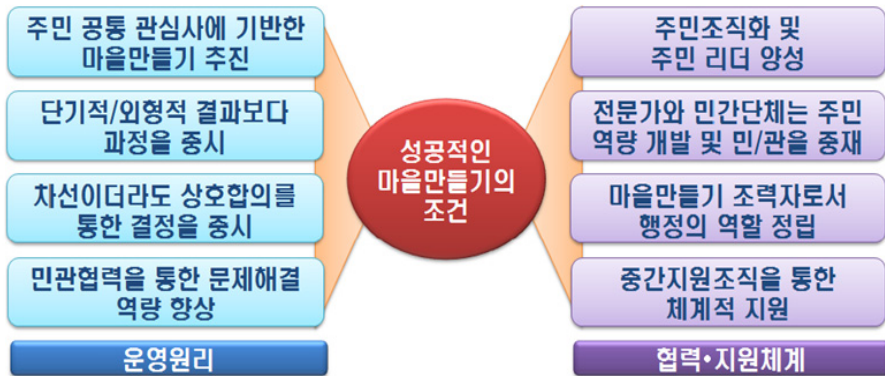 주민 공통 관심사에 기반한
마을만들기 추진
단기적/외형적 결과보다
과정을 중시
차선이더라도 상호합의를
통한 결정을 중시
민관협력을 통한 문제해결
역량 향상
운영원리
성공적인
마을만들기의
조건
주민조직화 및
주민 리더 양성
전문가와 민간단체는 주민
역량 개발 및 민/관을 중재
마을만들기 조력자로서
행정의 역할 정립
중간지원조직을 통한
체계적 지원
협력•지원체계